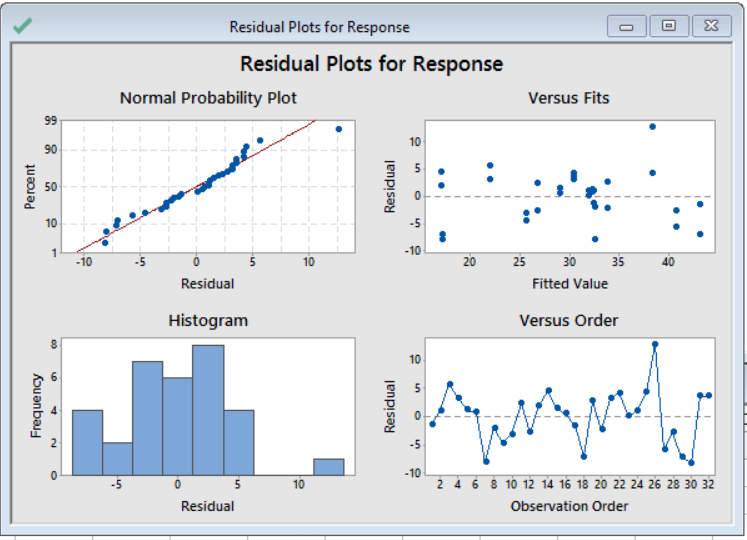 Residual Plots for Response
Residual Plots for Response
Normal Probability Plot
99
90
50
10
1
Percent
-10 -5 0 5 10
Residual
Versus Fits
10
5
0
-5
-10
Residual
20 25 30 35 40
Fitted Value
Histogram
8
6
4
2
0
Frequency
-5 0 5 10
Residual
Versus Order
10
5
0
-5
-10
Residual
2 4 6 8 10 12 14 16 18 20 22 24 26 28 30 32
Observation Order